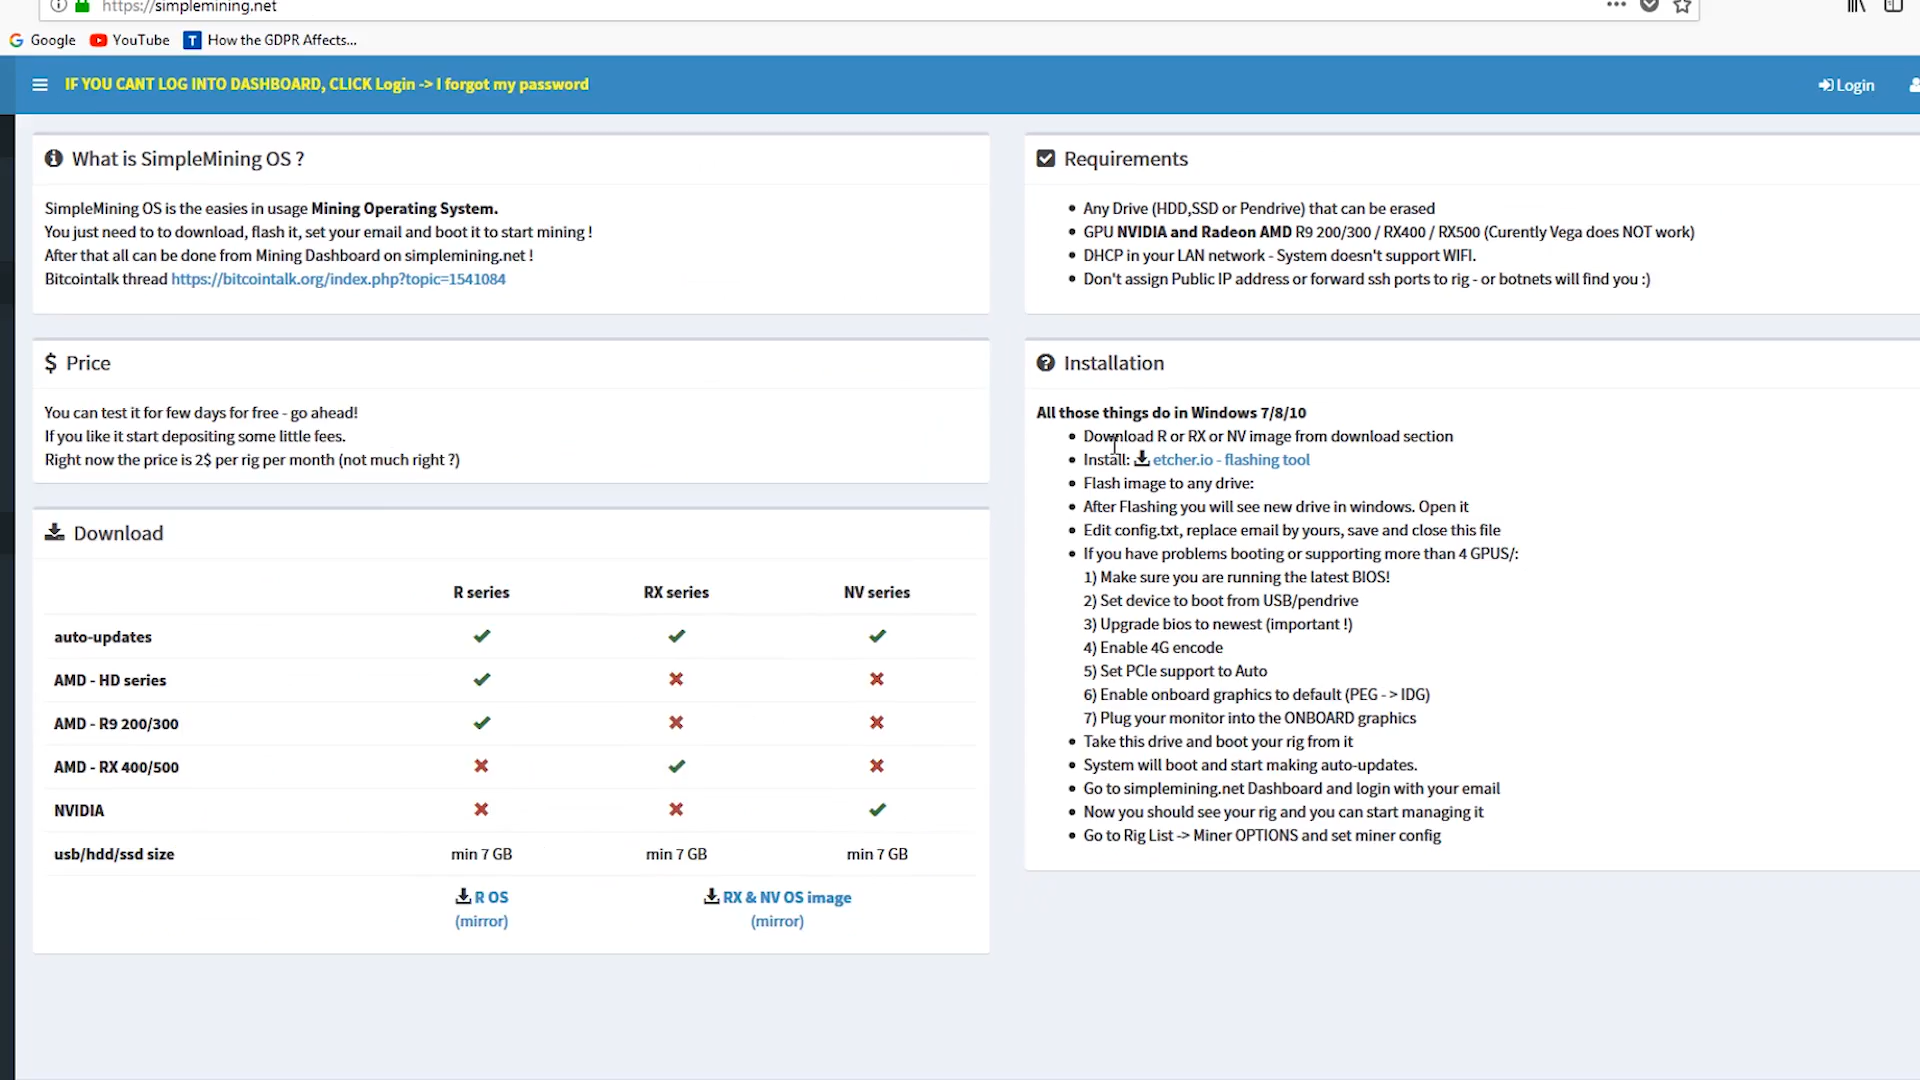 https://simplemining.net
Google
YouTube
How the GDPR Affects...
IF YOU CANT LOG INTO DASHBOARD, CLICK Login -> I forgot my password
Login
What is SimpleMining OS ?
SimpleMining OS is the easies in usage Mining Operating System.
You just need to to download, flash it, set your email and boot it to start mining !
After that all can be done from Mining Dashboard on simplemining.net !
Bitcointalk thread https://bitcointalk.org/index.php?topic=1541084
Price
You can test it for few days for free - go ahead!
If you like it start depositing some little fees.
Right now the price is 2$ per rig per month (not much right ?)
Download
R series RX series NV series
auto-updates
AMD - HD series
AMD - R9 200/300
AMD - RX 400/500
NVIDIA
usb/hdd/ssd size min 7 GB min 7 GB min 7 GB
R OS RX & NV OS image
(mirror) (mirror)
Requirements
Any Drive (HDD,SSD or Pendrive) that can be erased
GPU NVIDIA and Radeon AMD R9 200/300 / RX400 / RX500 (Curently Vega does NOT work)
DHCP in your LAN network - System doesn't support WIFI.
Don't assign Public IP address or forward ssh ports to rig - or botnets will find you :)
Installation
All those things do in Windows 7/8/10
Download R or RX or NV image from download section
Install: etcher.io - flashing tool
Flash image to any drive:
After Flashing you will see new drive in windows. Open it
Edit config.txt, replace email by yours, save and close this file
If you have problems booting or supporting more than 4 GPUS/:
1) Make sure you are running the latest BIOS!
2) Set device to boot from USB/pendrive
3) Upgrade bios to newest (important !)
4) Enable 4G encode
5) Set PCIe support to Auto
6) Enable onboard graphics to default (PEG -> IDG)
7) Plug your monitor into the ONBOARD graphics
Take this drive and boot your rig from it
System will boot and start making auto-updates.
Go to simplemining.net Dashboard and login with your email
Now you should see your rig and you can start managing it
Go to Rig List -> Miner OPTIONS and set miner config